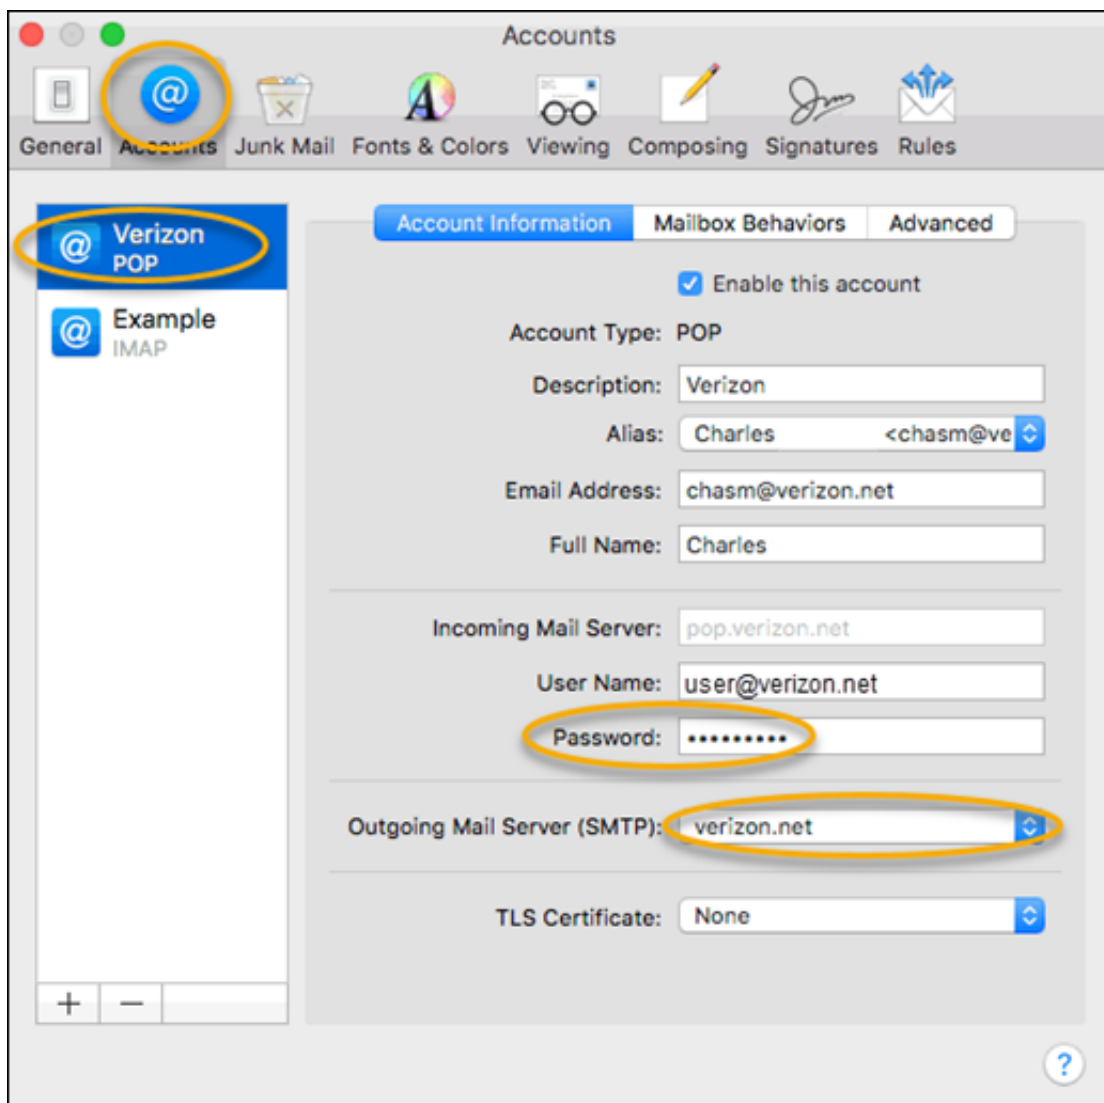 Accounts
General Accounts Junk Mail Fonts & Colors Viewing Composing Signatures Rules
Verizon
POP
Example
IMAP
Account Information Mailbox Behaviors Advanced
Enable this account
Account Type: POP
Description: Verizon
Alias: Charles <chasm@ve
Email Address: chasm@verizon.net
Full Name: Charles
Incoming Mail Server: pop.verizon.net
User Name: user@verizon.net
Password: •••••••••
Outgoing Mail Server (SMTP): verizon.net
TLS Certificate: None
+ −
?